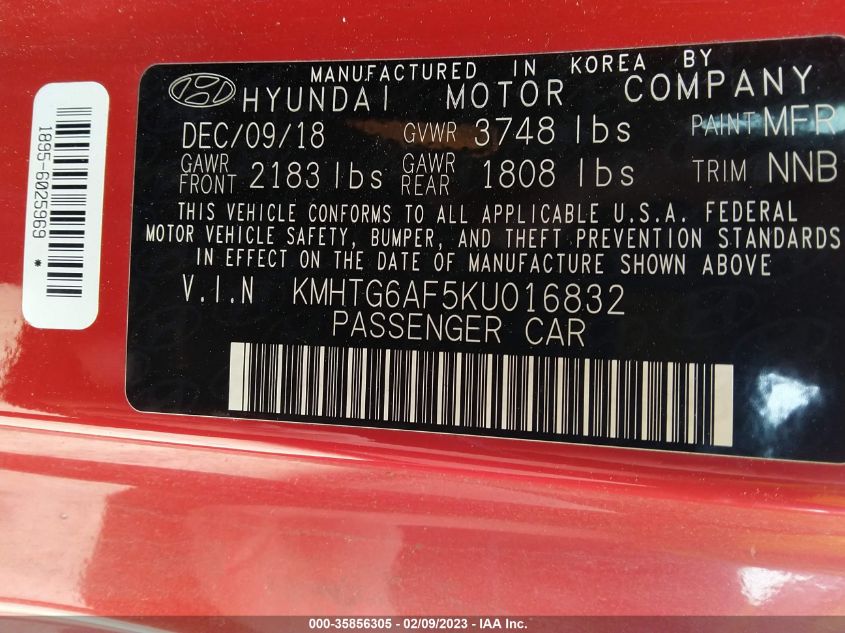 MANUFACTURED IN KOREA BY
HYUNDAI MOTOR COMPANY
DEC/09/18 GVWR 3748 lbs PAINT MFR
GAWR FRONT 2183 lbs GAWR REAR 1808 lbs TRIM NNB
THIS VEHICLE CONFORMS TO ALL APPLICABLE U.S.A. FEDERAL
MOTOR VEHICLE SAFETY, BUMPER, AND THEFT PREVENTION STANDARDS
IN EFFECT ON THE DATE OF MANUFACTURE SHOWN ABOVE
V.I.N KMHTG6AF5KU016832
PASSENGER CAR
1895-6025969 *
000-35856305 - 02/09/2023 - IAA Inc.